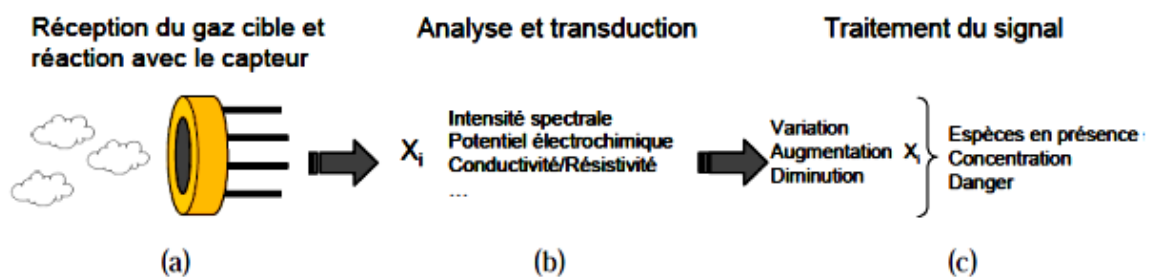 Réception du gaz cible et
réaction avec le capteur
Analyse et transduction
Traitement du signal
Xi
Intensité spectrale
Potentiel électrochimique
Conductivité/Résistivité
...
Variation
Augmentation
Diminution
Xi
Espèces en présence
Concentration
Danger
(a)
(b)
(c)